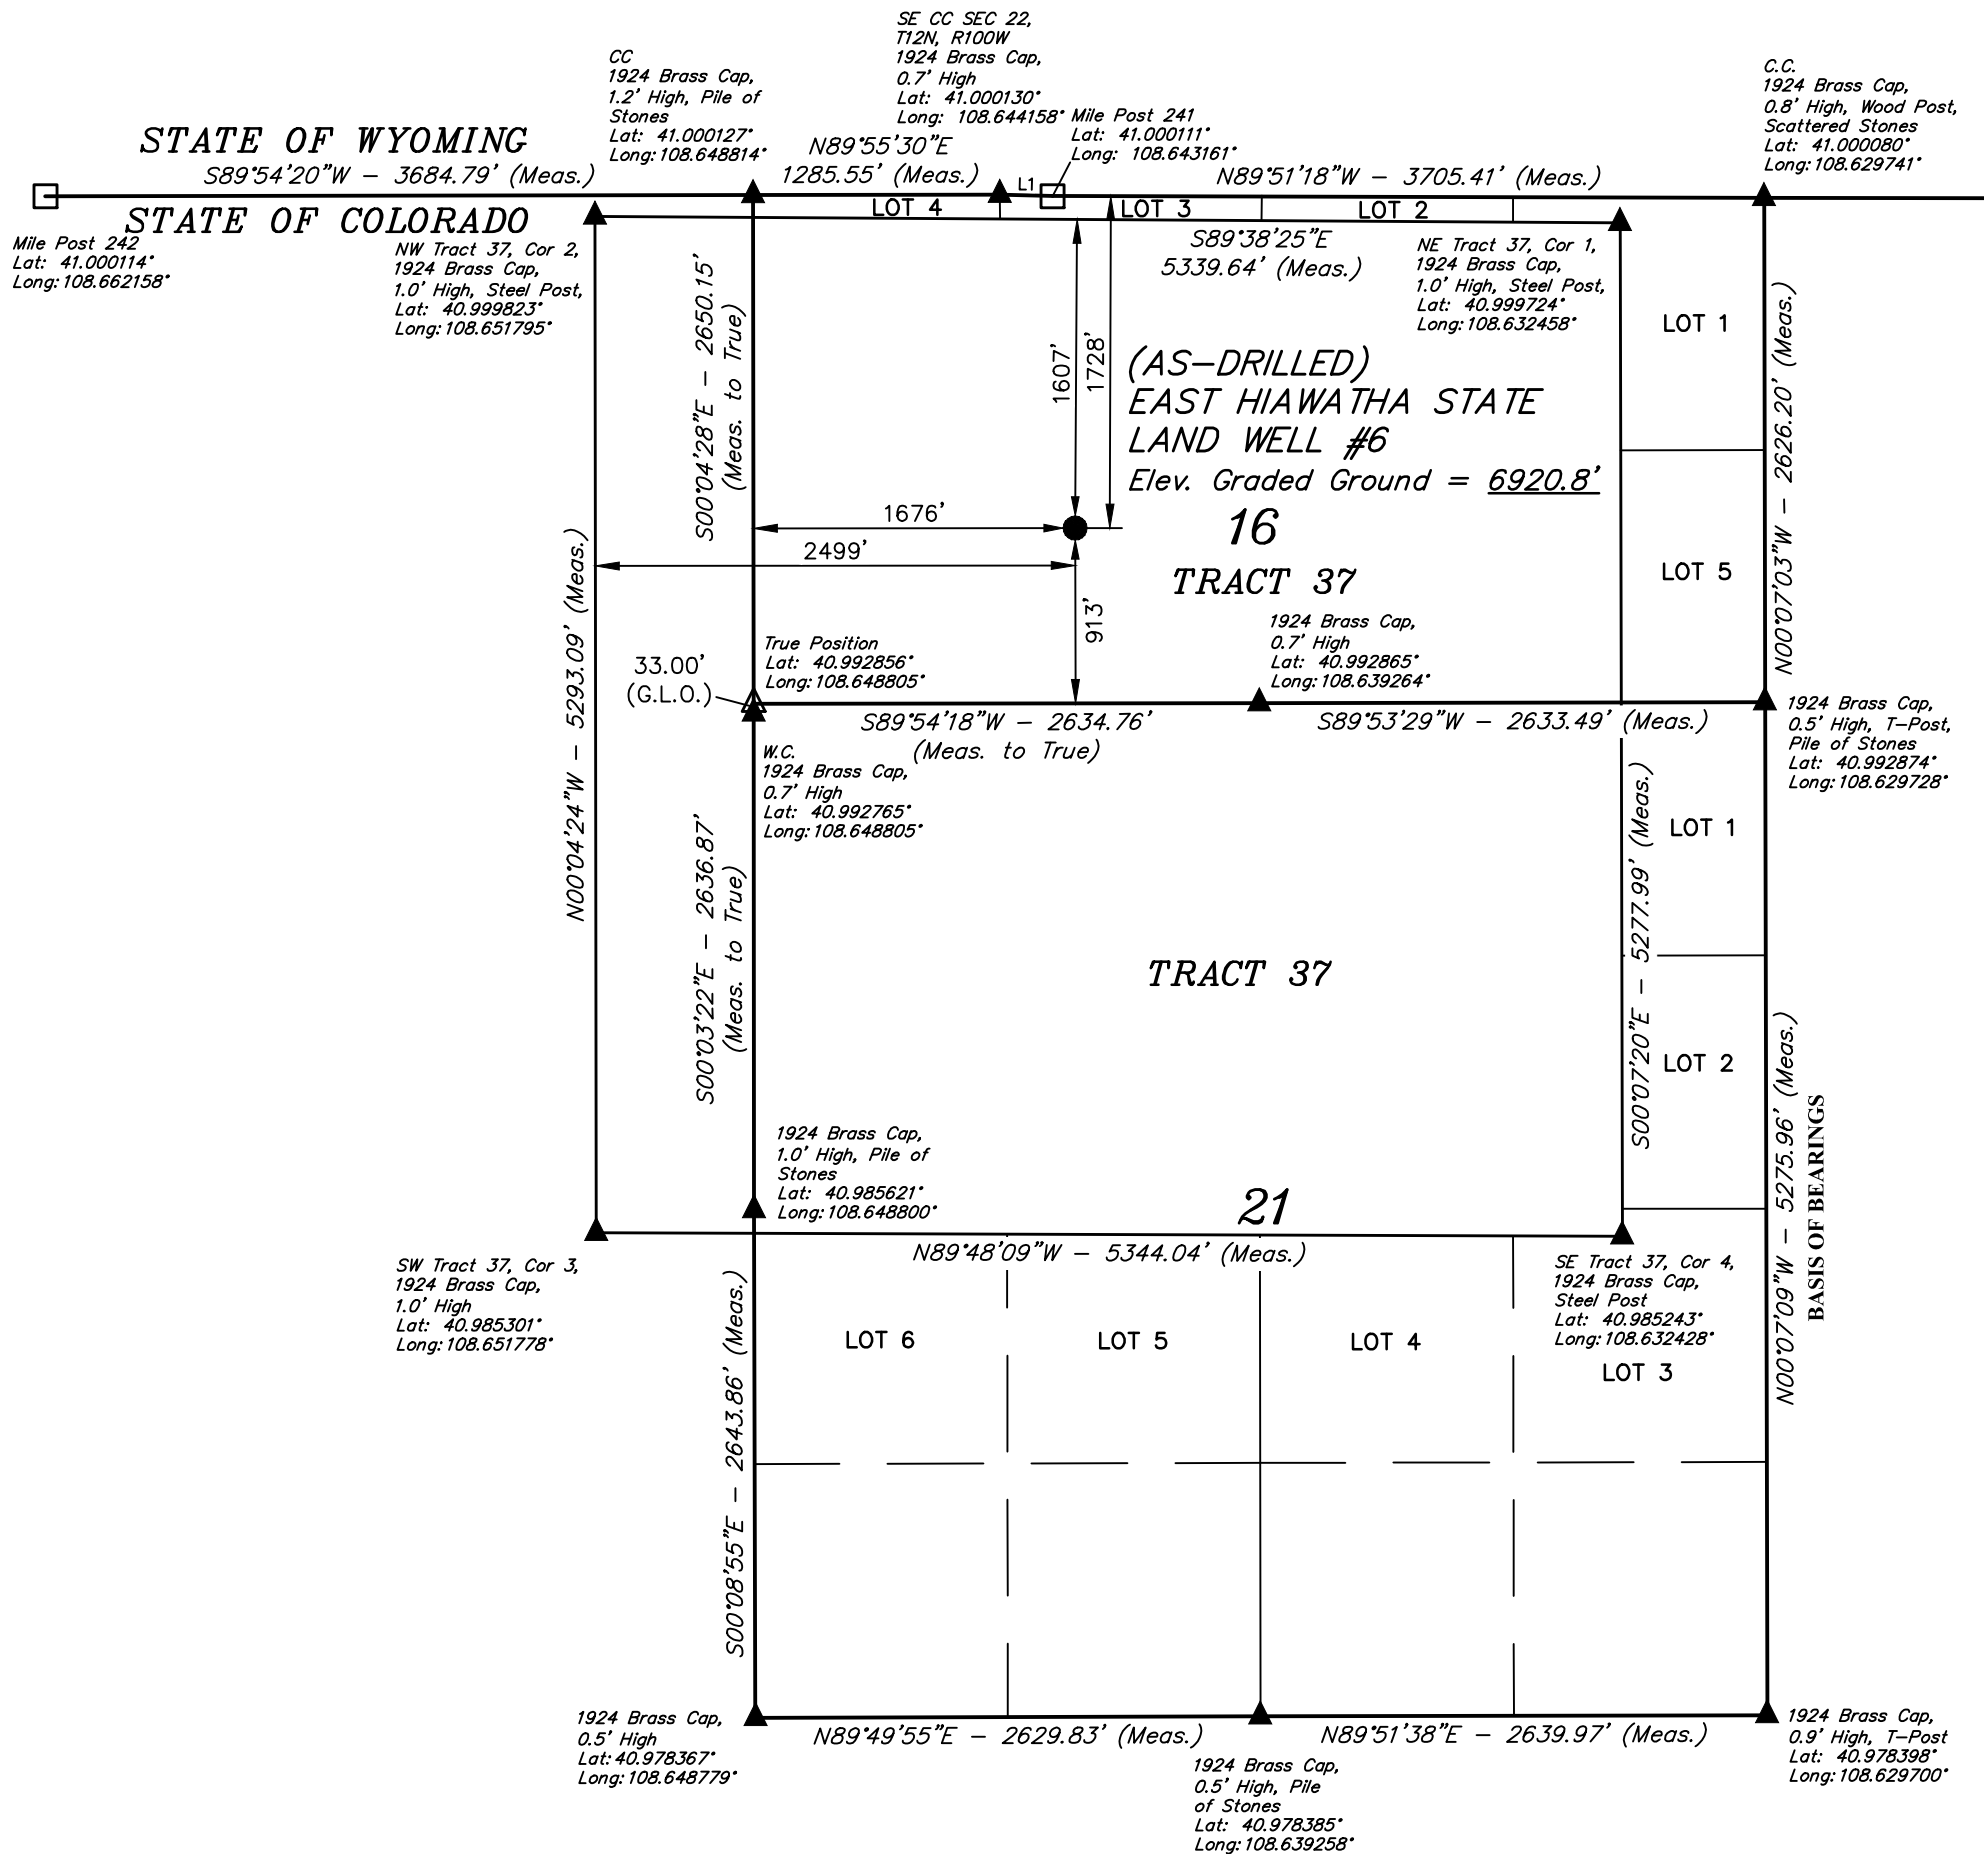 SE CC SEC 22,
T12N, R100W
1924 Brass Cap,
0.7' High
Lat: 41.000130°
Long: 108.644158°
CC
1924 Brass Cap,
1.2' High, Pile of
Stones
Lat: 41.000127°
Long: 108.648814°
Mile Post 241
Lat: 41.000111°
Long: 108.643161°
C.C.
1924 Brass Cap,
0.8' High, Wood Post,
Scattered Stones
Lat: 41.000080°
Long: 108.629741°
STATE OF WYOMING
S89°54'20"W - 3684.79' (Meas.)
N89°55'30"E
1285.55' (Meas.)
L1
N89°51'18"W - 3705.41' (Meas.)
STATE OF COLORADO
LOT 4
LOT 3
LOT 2
Mile Post 242
Lat: 41.000114°
Long: 108.662158°
NW Tract 37, Cor 2,
1924 Brass Cap,
1.0' High, Steel Post,
Lat: 40.999823°
Long: 108.651795°
S89°38'25"E
5339.64' (Meas.)
NE Tract 37, Cor 1,
1924 Brass Cap,
1.0' High, Steel Post,
Lat: 40.999724°
Long: 108.632458°
S00°04'28"E - 2650.15'
(Meas. to True)
LOT 1
N00°07'03"W - 2626.20' (Meas.)
1607'
1728'
(AS-DRILLED)
EAST HIAWATHA STATE
LAND WELL #6
Elev. Graded Ground = 6920.8'
1676'
16
2499'
TRACT 37
LOT 5
913'
N00°04'24"W - 5293.09' (Meas.)
1924 Brass Cap,
0.7' High
Lat: 40.992865°
Long: 108.639264°
True Position
Lat: 40.992856°
Long: 108.648805°
33.00'
(G.L.O.)
S89°54'18"W - 2634.76'
(Meas. to True)
S89°53'29"W - 2633.49' (Meas.)
1924 Brass Cap,
0.5' High, T-Post,
Pile of Stones
Lat: 40.992874°
Long: 108.629728°
W.C.
1924 Brass Cap,
0.7' High
Lat: 40.992765°
Long: 108.648805°
S00°03'22"E - 2636.87'
(Meas. to True)
LOT 1
S00°07'20"E - 5277.99' (Meas.)
TRACT 37
LOT 2
N00°07'09"W - 5275.96' (Meas.)
BASIS OF BEARINGS
1924 Brass Cap,
1.0' High, Pile of
Stones
Lat: 40.985621°
Long: 108.648800°
21
N89°48'09"W - 5344.04' (Meas.)
SW Tract 37, Cor 3,
1924 Brass Cap,
1.0' High
Lat: 40.985301°
Long: 108.651778°
SE Tract 37, Cor 4,
1924 Brass Cap,
Steel Post
Lat: 40.985243°
Long: 108.632428°
LOT 6
LOT 5
LOT 4
LOT 3
S00°08'55"E - 2643.86' (Meas.)
1924 Brass Cap,
0.5' High
Lat: 40.978367°
Long: 108.648779°
N89°49'55"E - 2629.83' (Meas.)
N89°51'38"E - 2639.97' (Meas.)
1924 Brass Cap,
0.9' High, T-Post
Lat: 40.978398°
Long: 108.629700°
1924 Brass Cap,
0.5' High, Pile
of Stones
Lat: 40.978385°
Long: 108.639258°